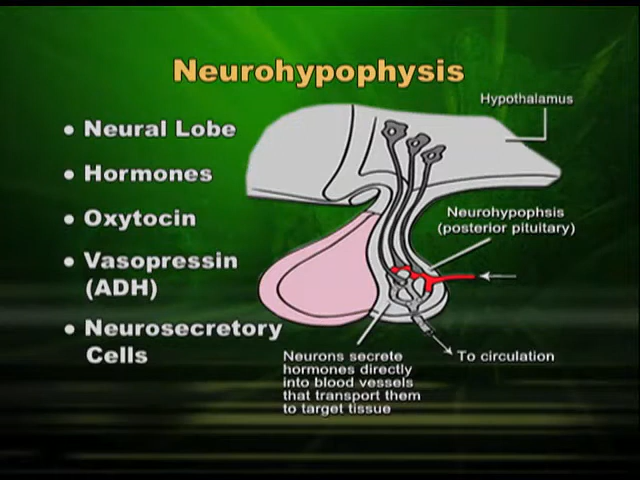 Neurohypophysis
● Neural Lobe
● Hormones
● Oxytocin
● Vasopressin
(ADH)
● Neurosecretory
Cells
Hypothalamus
Neurohypophsis
(posterior pituitary)
To circulation
Neurons secrete
hormones directly
into blood vessels
that transport them
to target tissue